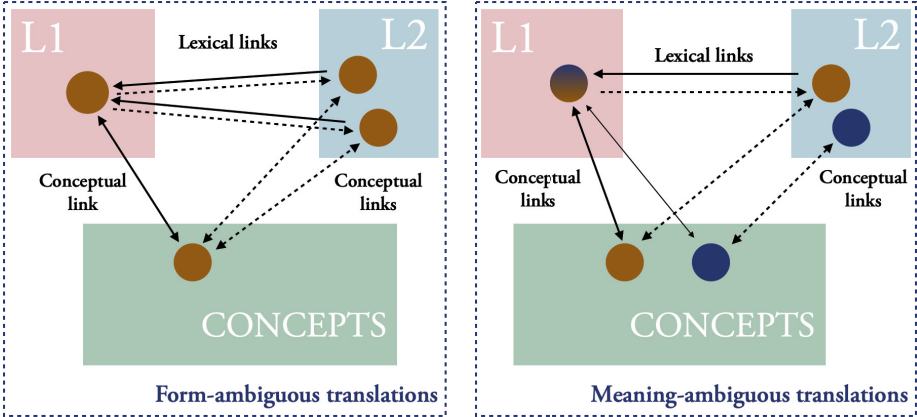 L1
Lexical links
L2
Conceptual
link
Conceptual
links
CONCEPTS
Form-ambiguous translations
L1
Lexical links
L2
Conceptual
links
Conceptual
links
CONCEPTS
Meaning-ambiguous translations